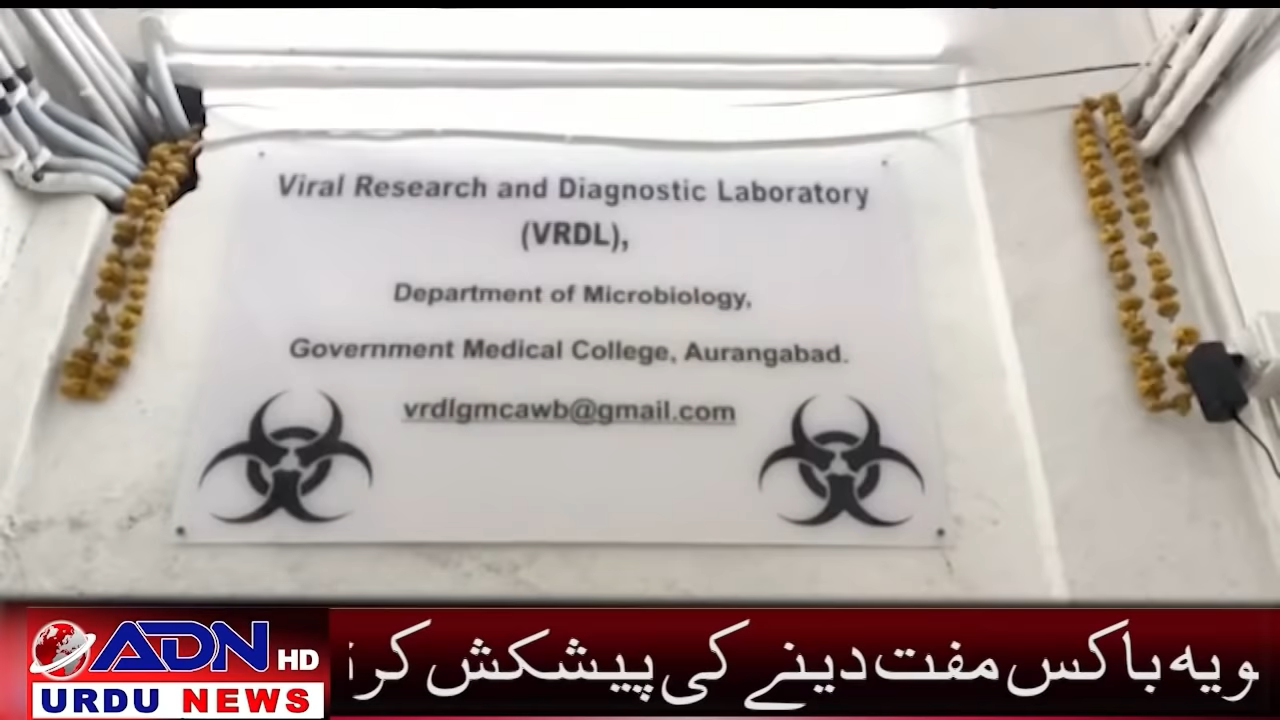 Viral Research and Diagnostic Laboratory
(VRDL),
Department of Microbiology,
Government Medical College, Aurangabad.
vrdlgmcawb@gmail.com
ADN HD
URDU NEWS
ویہ باکس مفت دینے کی پیشکش کر